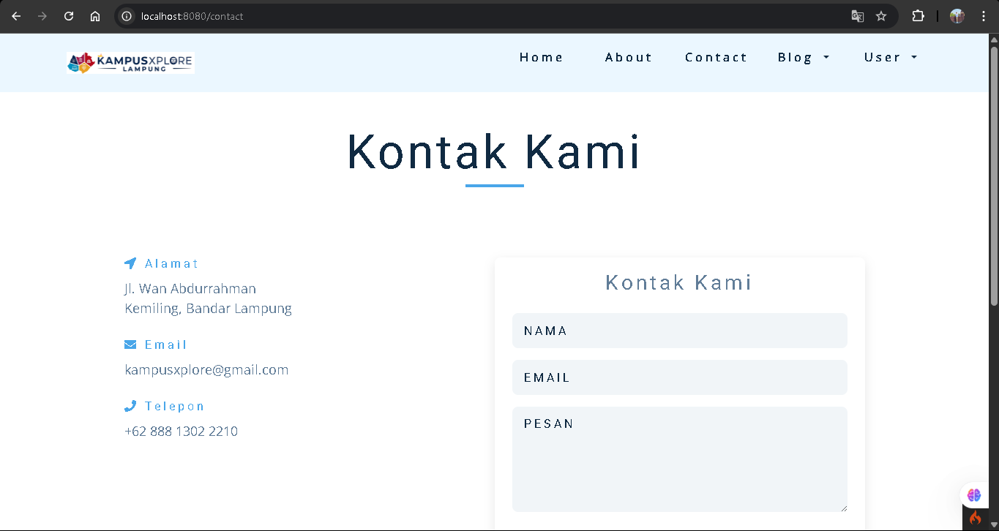 localhost:8080/contact
KAMPUSXPLORE
LAMPUNG
Home About Contact Blog User
Kontak Kami
Alamat
Jl. Wan Abdurrahman
Kemiling, Bandar Lampung
Email
kampusxplore@gmail.com
Telepon
+62 888 1302 2210
Kontak Kami
NAMA
EMAIL
PESAN